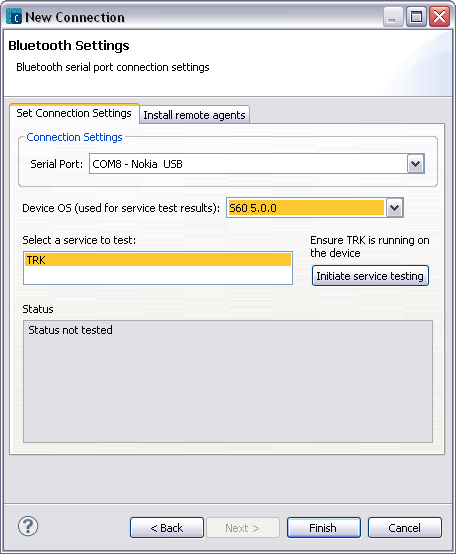 New Connection
Bluetooth Settings
Bluetooth serial port connection settings
Set Connection Settings
Install remote agents
Connection Settings
Serial Port: COM8 - Nokia USB
Device OS (used for service test results): S60 5.0.0
Select a service to test:
Ensure TRK is running on
the device
TRK
Initiate service testing
Status
Status not tested
? < Back Next > Finish Cancel